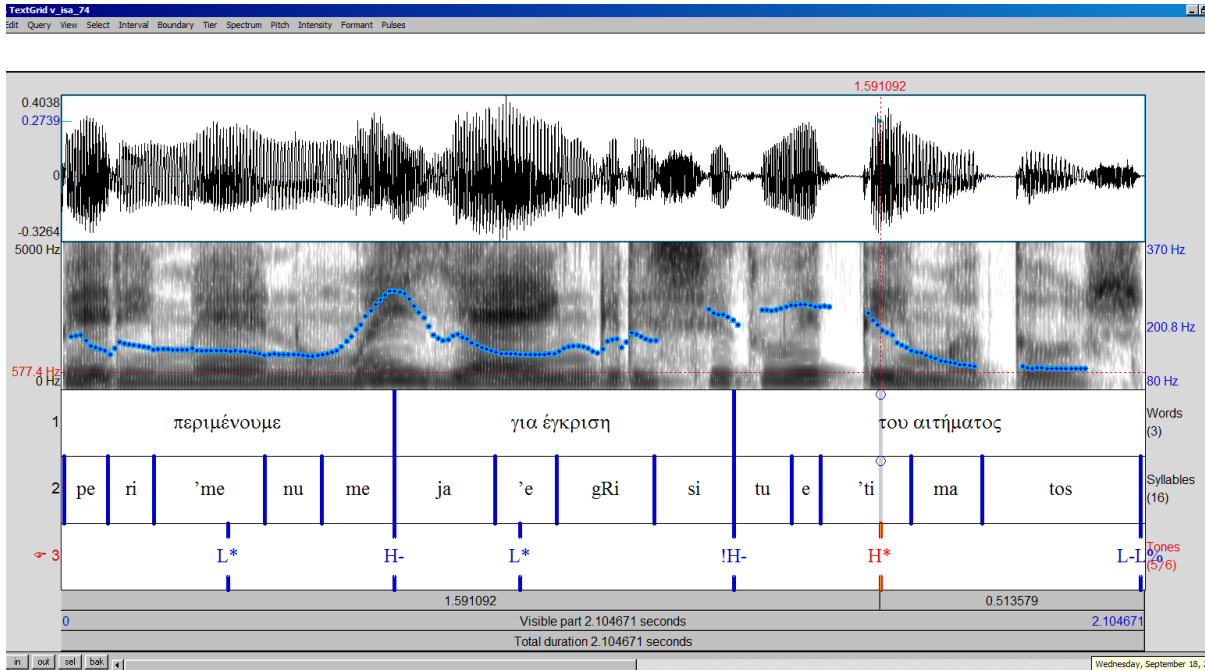 TextGrid v_isa_74
Edit Query View Select Interval Boundary Tier Spectrum Pitch Intensity Formant Pulses
1.591092
0.4038
0.2739
0
-0.3264
5000 Hz 370 Hz
200.8 Hz
577.4 Hz
0 Hz 80 Hz
1 περιμένουμε για έγκριση του αιτήματος Words (3)
2 pe ri ’me nu me ja ’e gRi si tu e ’ti ma tos Syllables (16)
3 L* H- L* !H- H* L-L% Tones (5/6)
1.591092 0.513579
0 Visible part 2.104671 seconds 2.104671
Total duration 2.104671 seconds
in out sel bak
Wednesday, September 18,